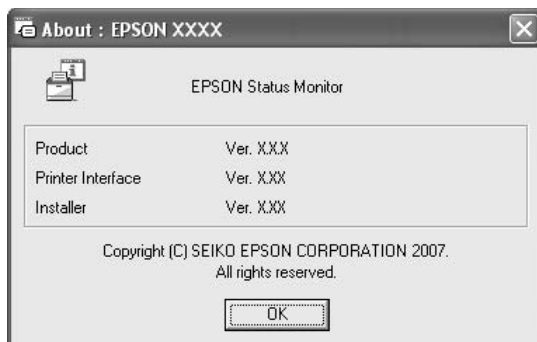 About : EPSON XXXX
EPSON Status Monitor
Product Ver. X.X.X
Printer Interface Ver. X.XX
Installer Ver. X.XX
Copyright (C) SEIKO EPSON CORPORATION 2007.
All rights reserved.
OK